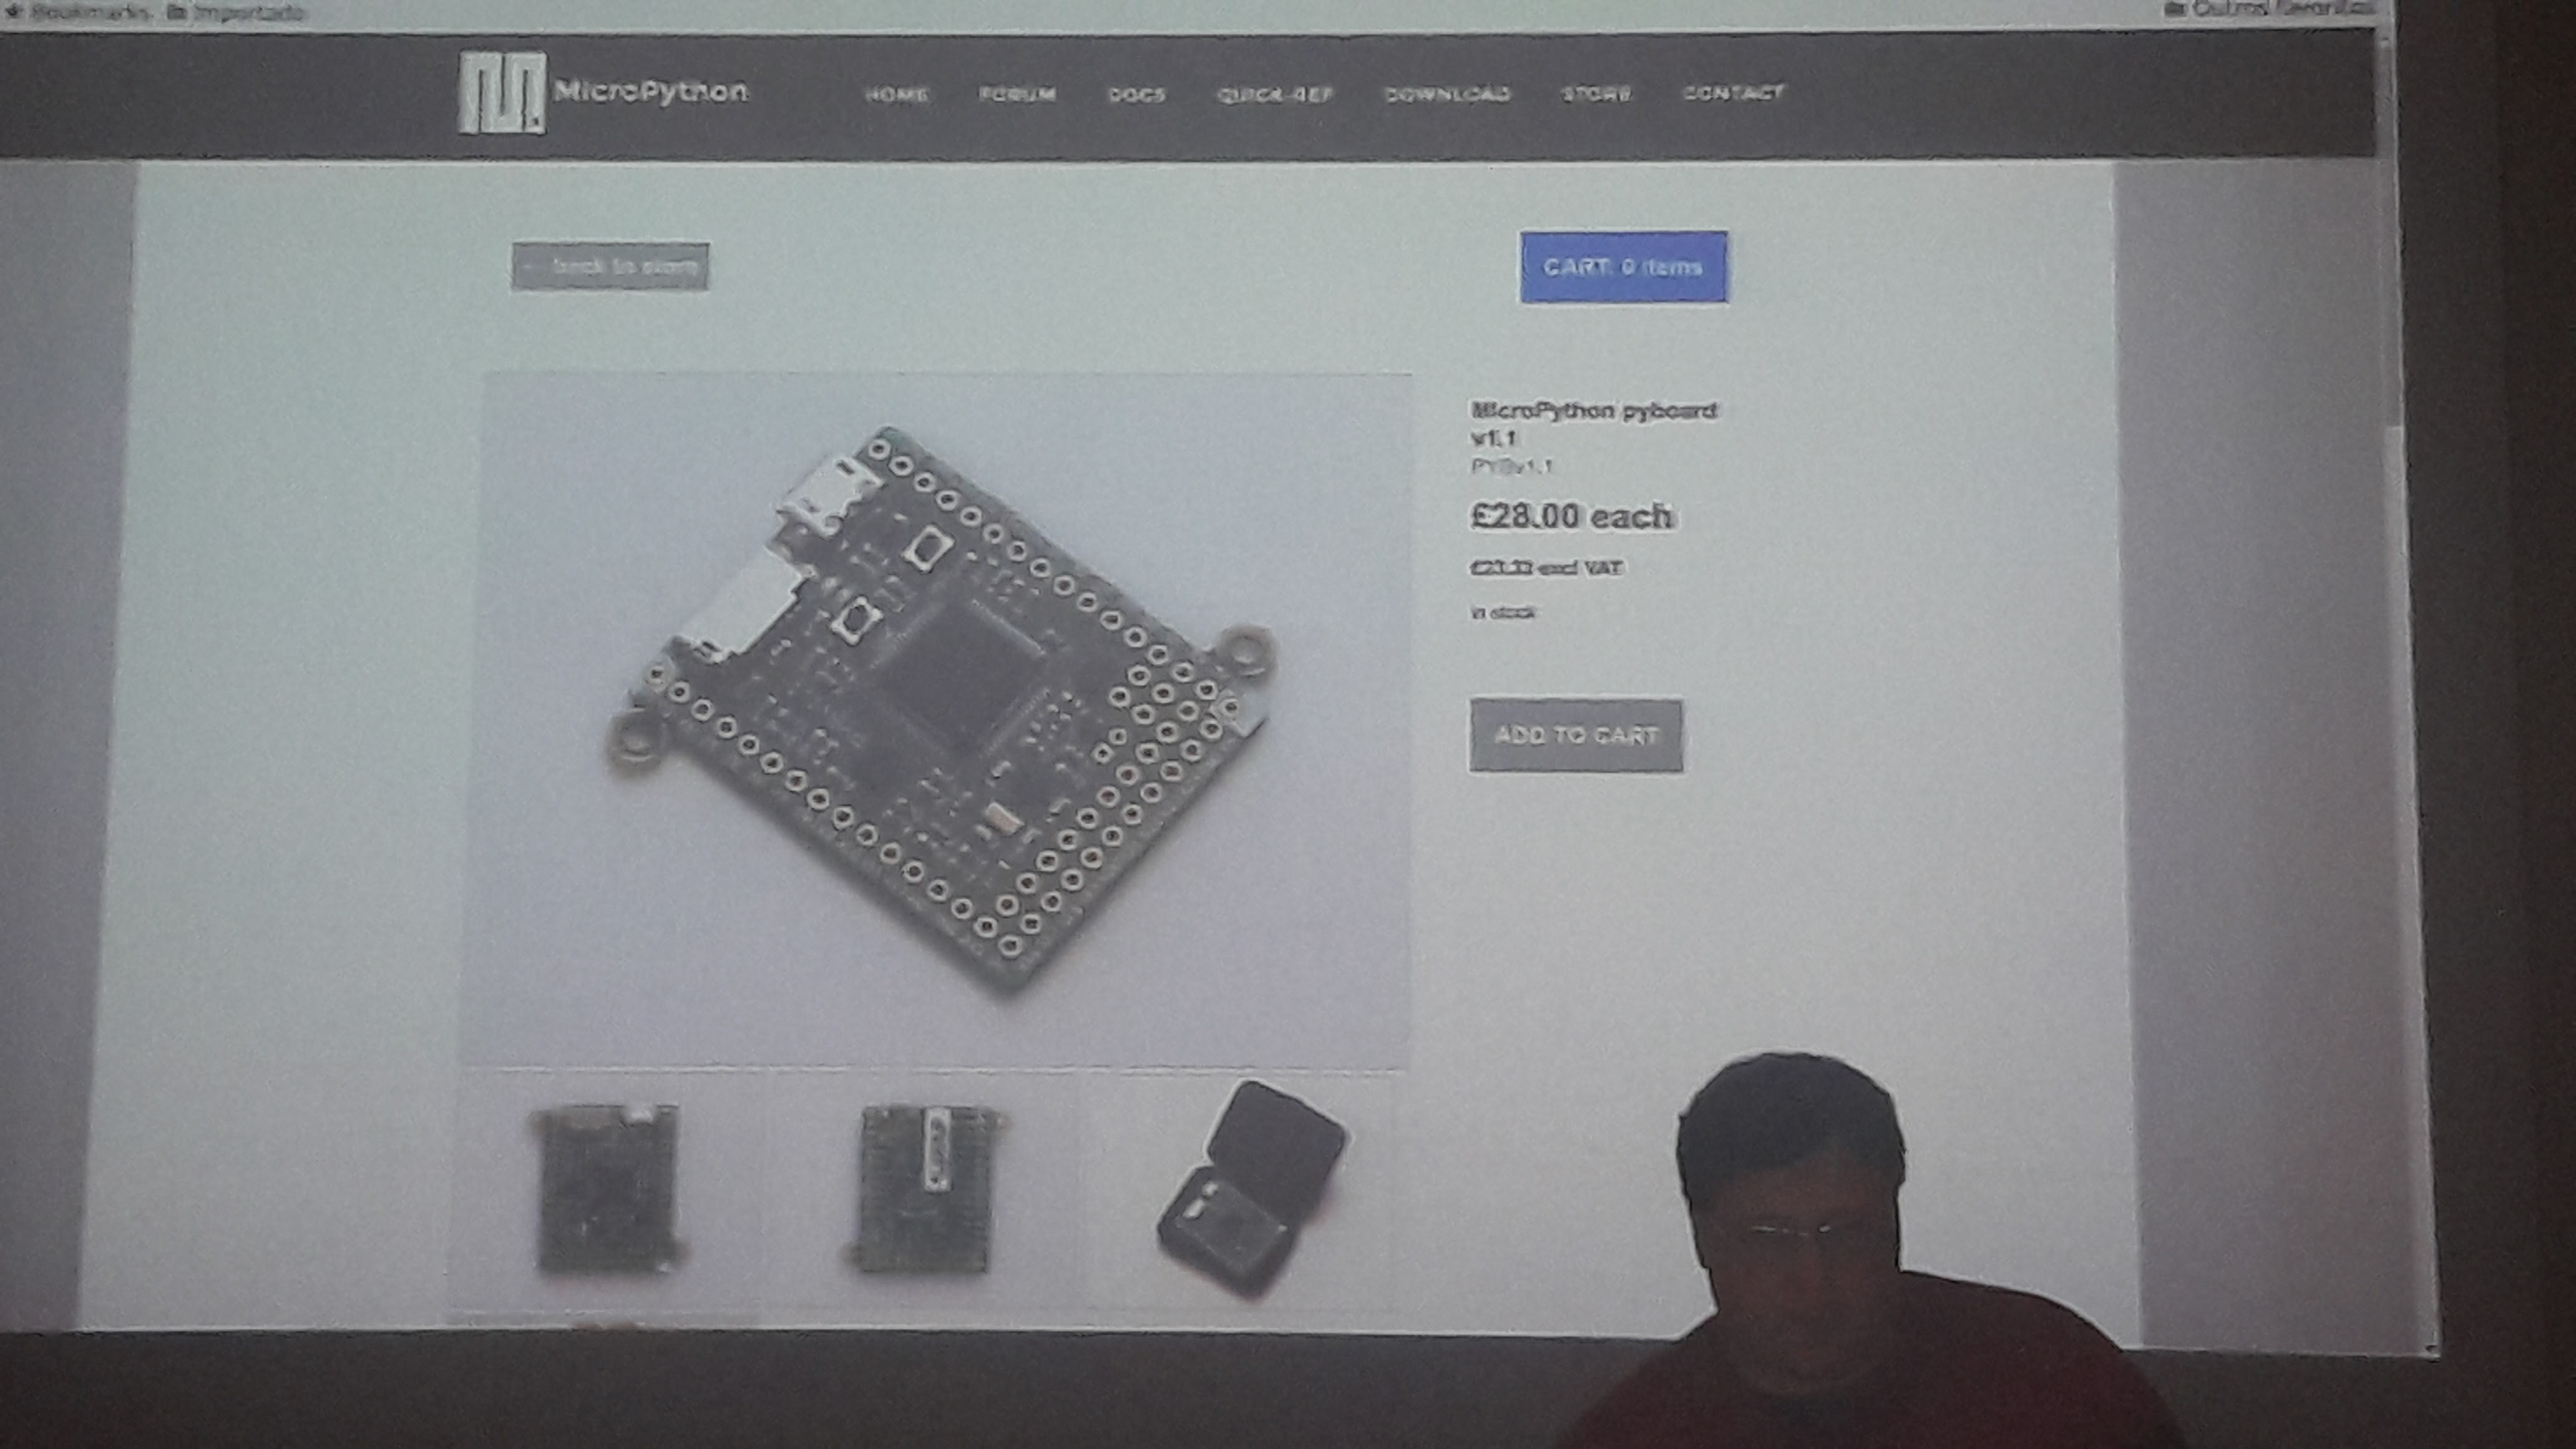 Bookmarks Importado Outros favoritos
MicroPython HOME FORUM DOCS QUICK-REF DOWNLOAD STORE CONTACT
← back to store
CART: 0 items
MicroPython pyboard
v1.1
PYBv1.1
£28.00 each
£23.33 excl VAT
in stock
ADD TO CART